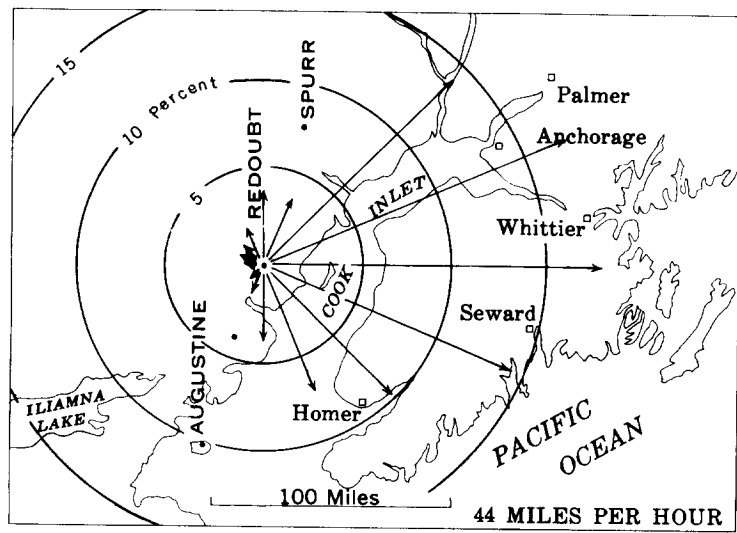 15
10 Percent
5
SPURR
REDOUBT
Palmer
Anchorage
INLET
Whittier
COOK
Seward
AUGUSTINE
ILIAMNA
LAKE
Homer
PACIFIC
OCEAN
100 Miles
44 MILES PER HOUR